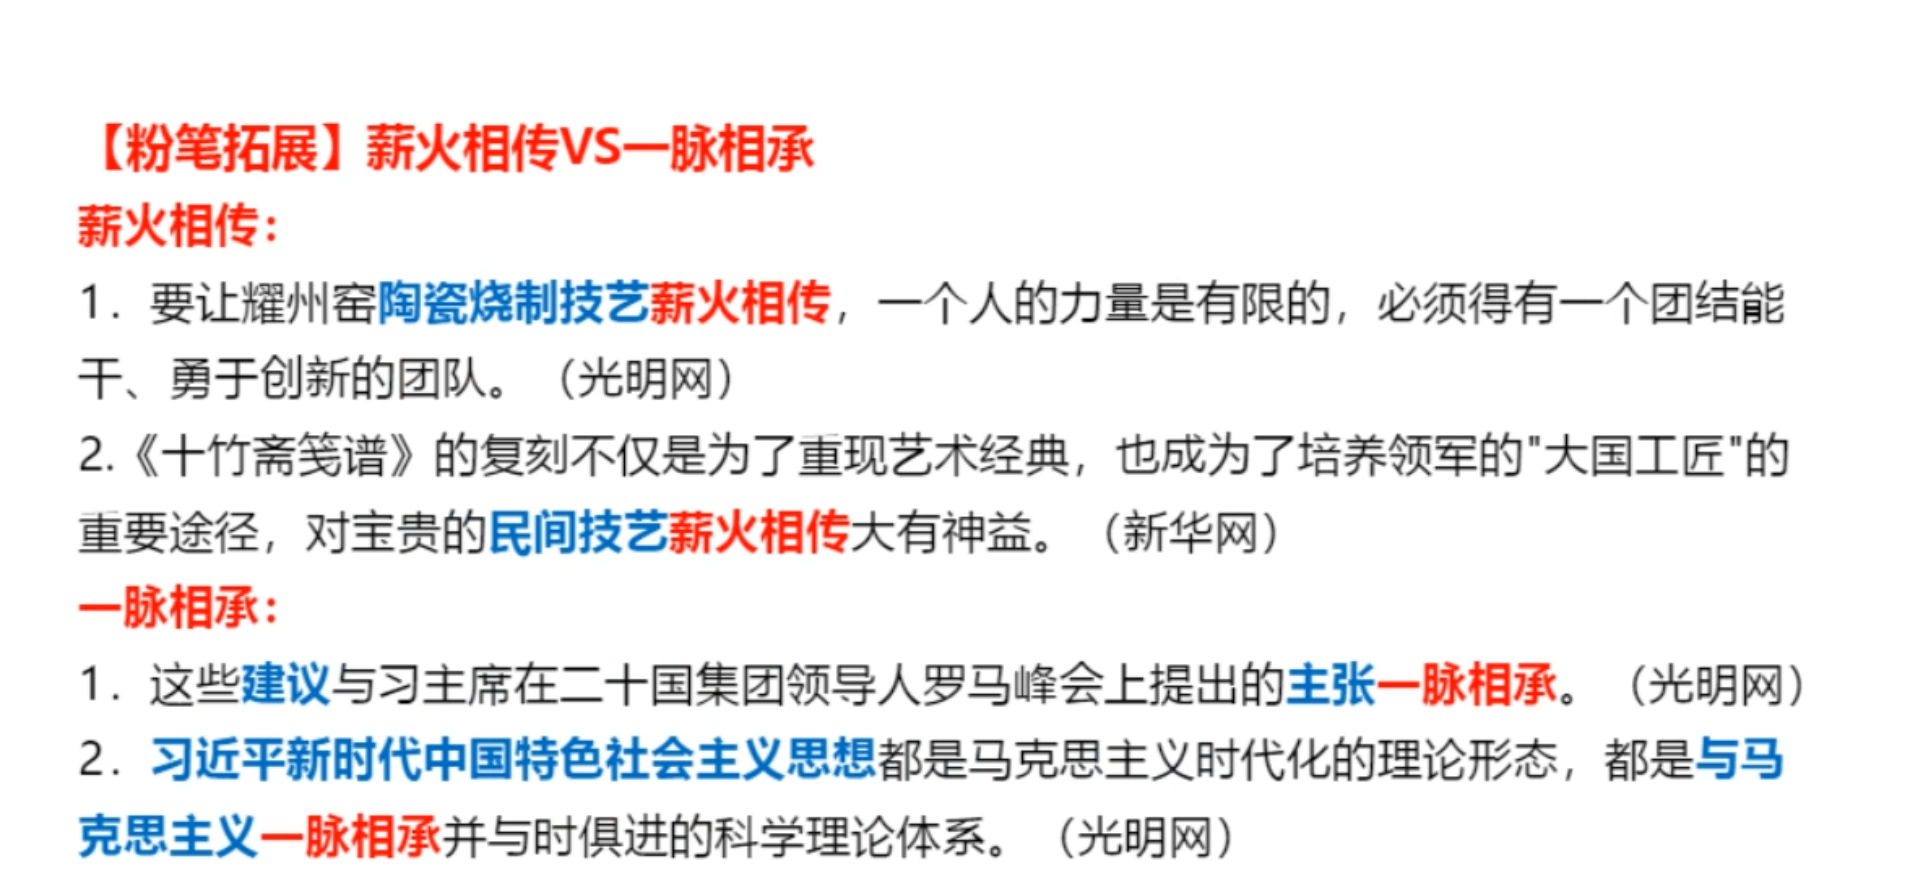 【粉笔拓展】薪火相传VS一脉相承
薪火相传：
1．要让耀州窑陶瓷烧制技艺薪火相传，一个人的力量是有限的，必须得有一个团结能
干、勇于创新的团队。（光明网）
2.《十竹斋笺谱》的复刻不仅是为了重现艺术经典，也成为了培养领军的"大国工匠"的
重要途径，对宝贵的民间技艺薪火相传大有神益。（新华网）
一脉相承：
1．这些建议与习主席在二十国集团领导人罗马峰会上提出的主张一脉相承。（光明网）
2．习近平新时代中国特色社会主义思想都是马克思主义时代化的理论形态，都是与马
克思主义一脉相承并与时俱进的科学理论体系。（光明网）